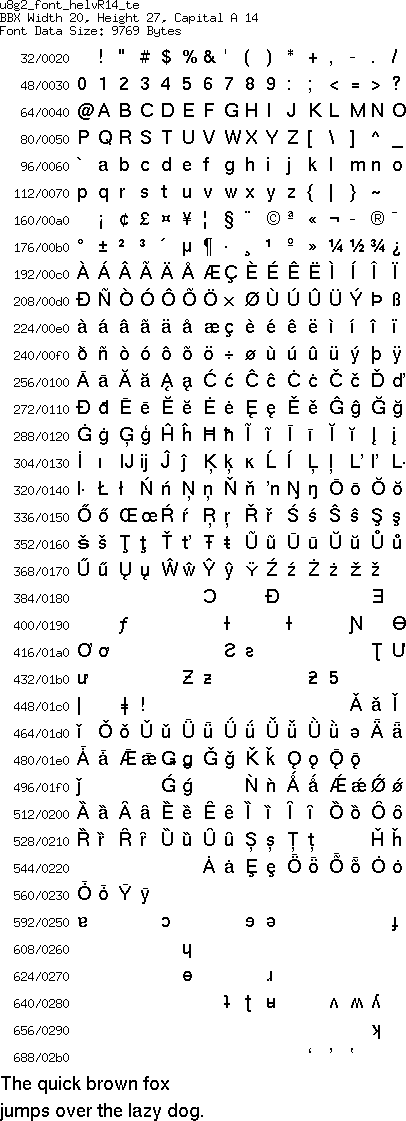 u8g2_font_helvR14_te
BBX Width 20, Height 27, Capital A 14
Font Data Size: 9769 Bytes
32/0020 ! " # $ % & ' ( ) * + , - . /
48/0030 0 1 2 3 4 5 6 7 8 9 : ; < = > ?
64/0040 @ A B C D E F G H I J K L M N O
80/0050 P Q R S T U V W X Y Z [ \ ] ^ _
96/0060 ` a b c d e f g h i j k l m n o
112/0070 p q r s t u v w x y z { | } ~
160/00a0 ¡ ¢ £ ¤ ¥ ¦ § ¨ © ª « ¬ - ® ¯
176/00b0 ° ± ² ³ ´ µ ¶ · ¸ ¹ º » ¼ ½ ¾ ¿
192/00c0 À Á Â Ã Ä Å Æ Ç È É Ê Ë Ì Í Î Ï
208/00d0 Ð Ñ Ò Ó Ô Õ Ö × Ø Ù Ú Û Ü Ý Þ ß
224/00e0 à á â ã ä å æ ç è é ê ë ì í î ï
240/00f0 ð ñ ò ó ô õ ö ÷ ø ù ú û ü ý þ ÿ
256/0100 Ā ā Ă ă Ą ą Ć ć Ĉ ĉ Ċ ċ Č č Ď ď
272/0110 Đ đ Ē ē Ĕ ĕ Ė ė Ę ę Ě ě Ĝ ĝ Ğ ğ
288/0120 Ġ ġ Ģ ģ Ĥ ĥ Ħ ħ Ĩ ĩ Ī ī Ĭ ĭ Į į
304/0130 İ ı Ĳ ĳ Ĵ ĵ Ķ ķ ĸ Ĺ ĺ Ļ ļ Ľ ľ Ŀ
320/0140 ŀ Ł ł Ń ń Ņ ņ Ň ň ŉ Ŋ ŋ Ō ō Ŏ ŏ
336/0150 Ő ő Œ œ Ŕ ŕ Ŗ ŗ Ř ř Ś ś Ŝ ŝ Ş ş
352/0160 Š š Ţ ţ Ť ť Ŧ ŧ Ũ ũ Ū ū Ŭ ŭ Ů ů
368/0170 Ű ű Ų ų Ŵ ŵ Ŷ ŷ Ÿ Ź ź Ż ż Ž ž
384/0180 Ɔ Ɖ Ǝ
400/0190 ƒ ƚ Ɲ Ɵ
416/01a0 Ơ ơ Ƨ ƨ Ʈ Ư
432/01b0 ư Ƶ ƶ ƻ Ƽ
448/01c0 ǀ ǂ ǃ Ǎ ǎ Ǐ
464/01d0 ǐ Ǒ ǒ Ǔ ǔ Ǖ ǖ Ǘ ǘ Ǚ ǚ Ǜ ǜ ǝ Ǟ ǟ
480/01e0 Ǡ ǡ Ǣ ǣ Ǥ ǥ Ǧ ǧ Ǩ ǩ Ǫ ǫ Ǭ ǭ
496/01f0 ǰ Ǵ ǵ Ǹ ǹ Ǻ ǻ Ǽ ǽ Ǿ ǿ
512/0200 Ȁ ȁ Ȃ ȃ Ȅ ȅ Ȇ ȇ Ȉ ȉ Ȋ ȋ Ȍ ȍ Ȏ ȏ
528/0210 Ȑ ȑ Ȓ ȓ Ȕ ȕ Ȗ ȗ Ș ș Ț ț Ȟ ȟ
544/0220 Ȧ ȧ Ȩ ȩ Ȫ ȫ Ȭ ȭ Ȯ ȯ
560/0230 Ȱ ȱ Ȳ ȳ
592/0250 ɐ ɔ ɘ ə ɟ
608/0260 ɥ
624/0270 ɵ ɹ
640/0280 ʇ ʈ ʉ ʌ ʍ ʎ
656/0290 ʞ
688/02b0 ʻ ʼ ʽ
The quick brown fox
jumps over the lazy dog.